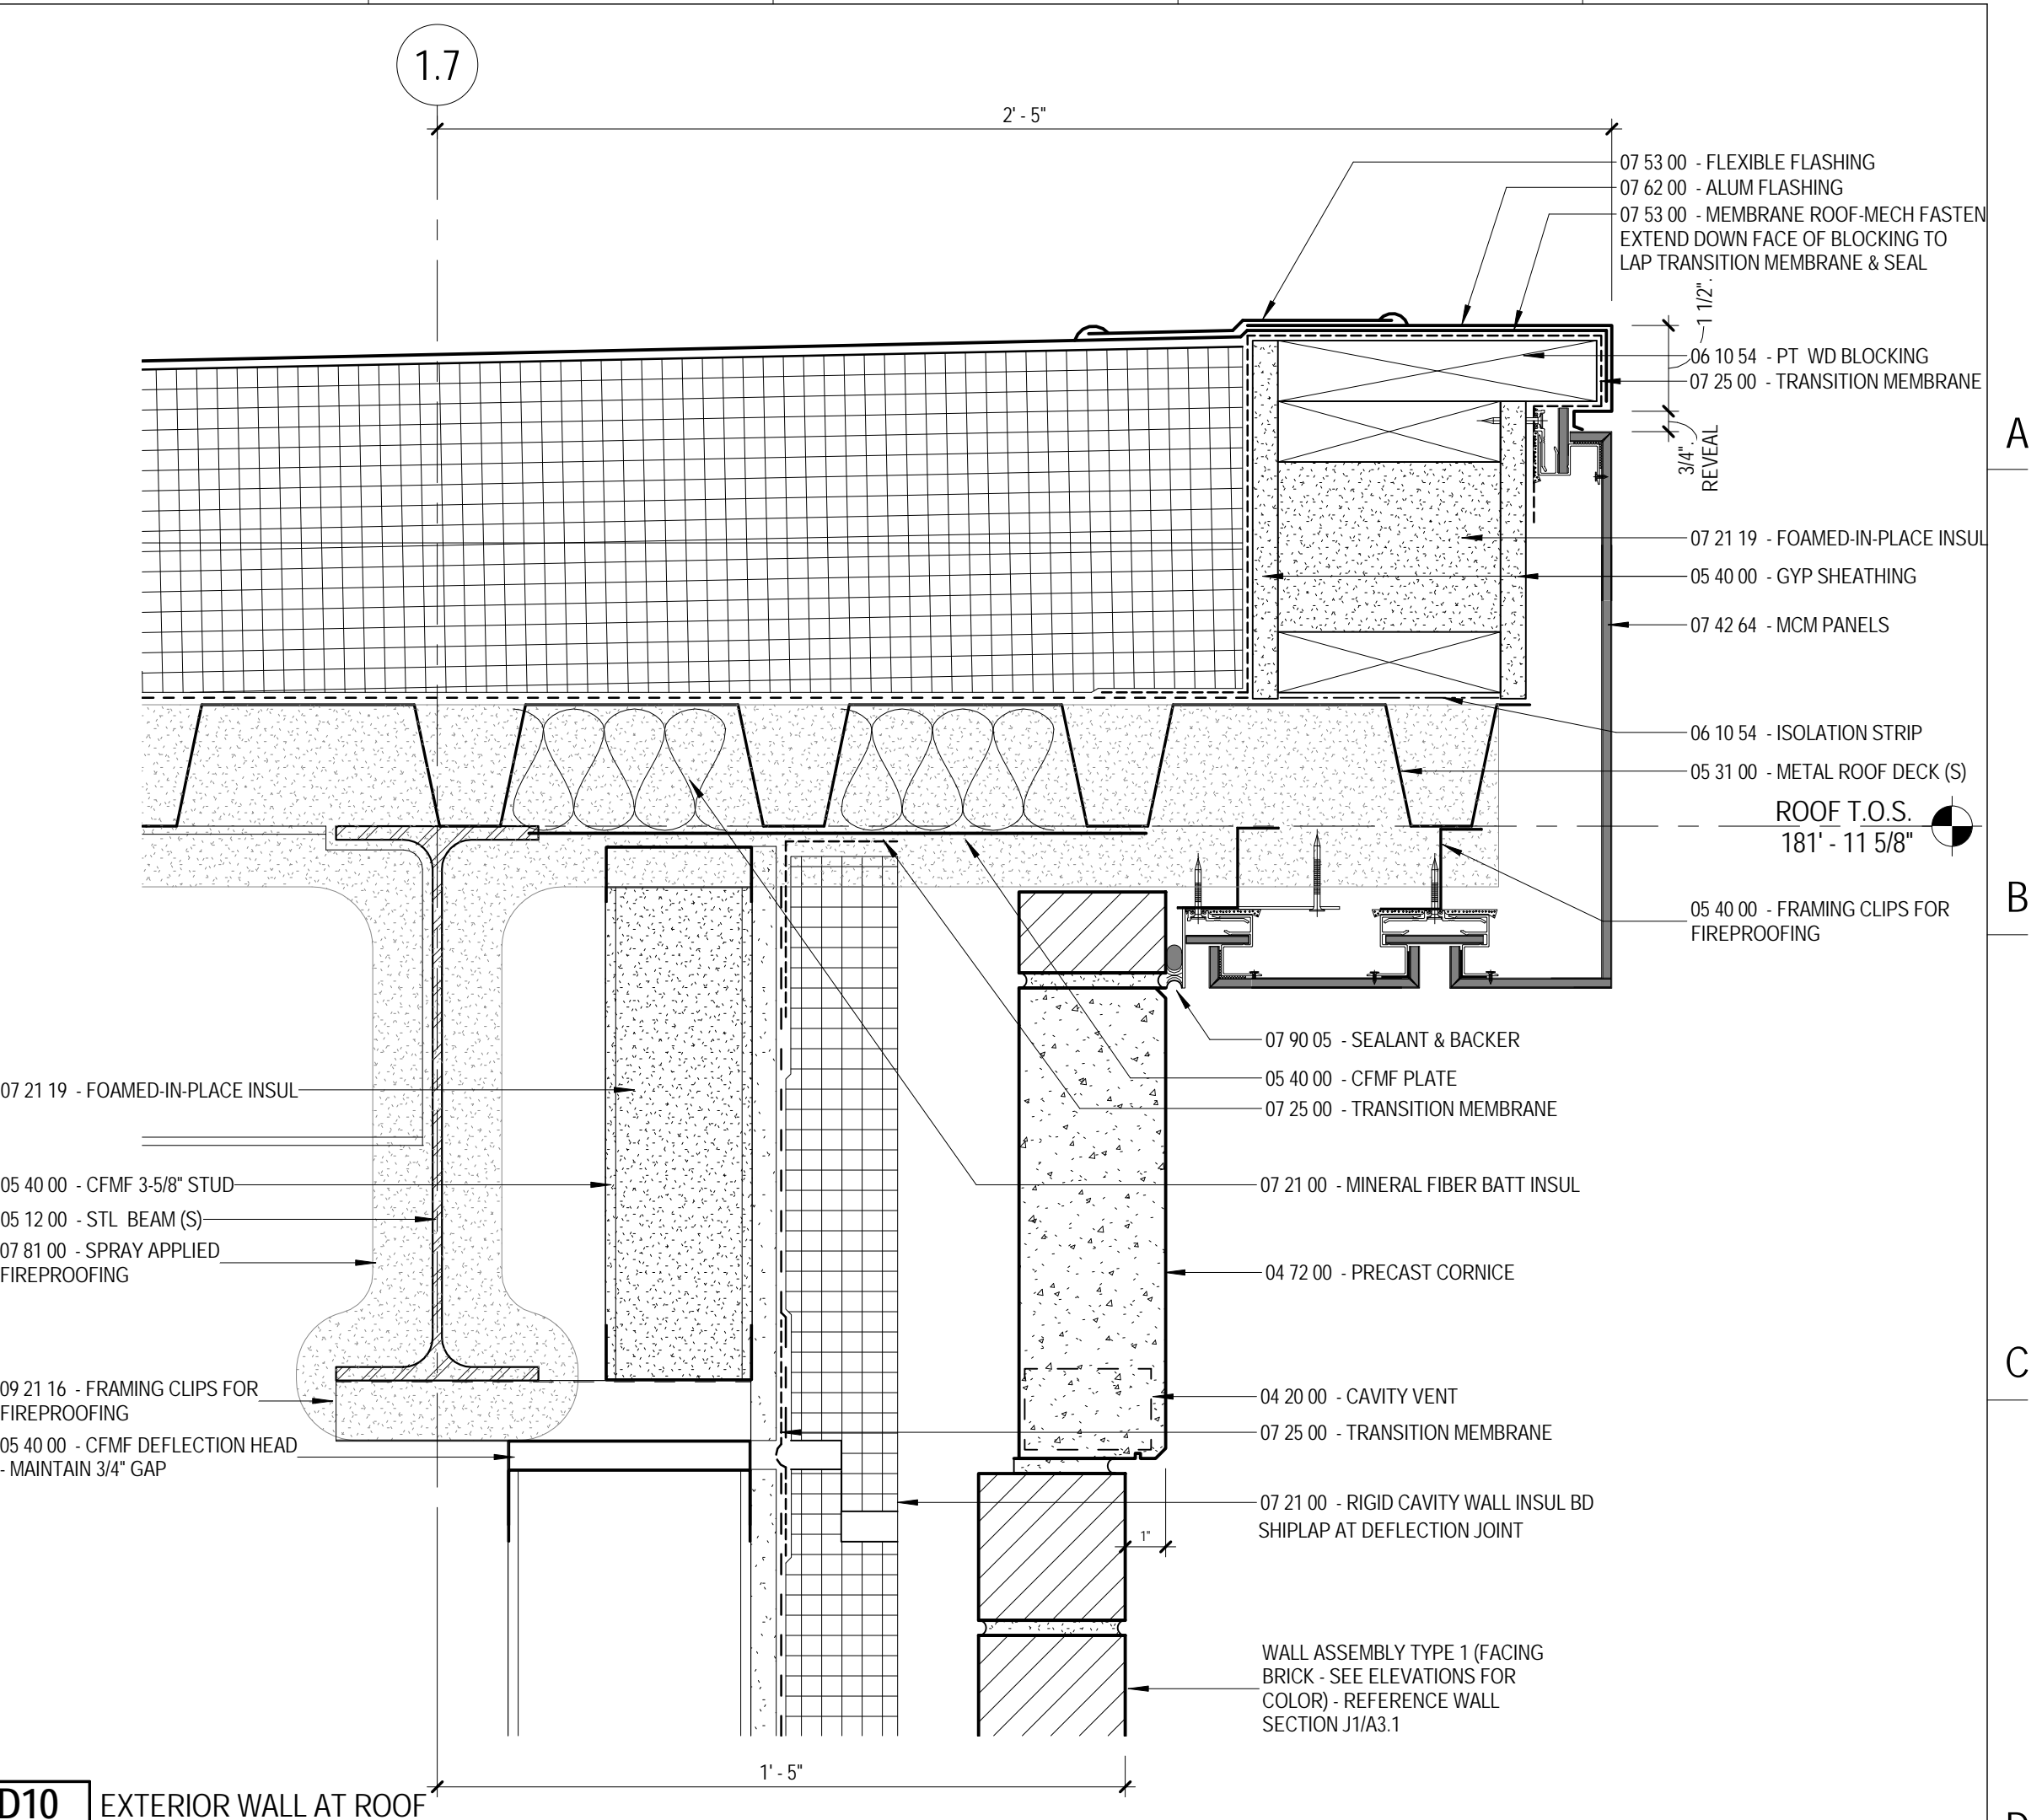 1.7
2' - 5"
07 53 00 - FLEXIBLE FLASHING
07 62 00 - ALUM FLASHING
07 53 00 - MEMBRANE ROOF-MECH FASTEN
EXTEND DOWN FACE OF BLOCKING TO
LAP TRANSITION MEMBRANE & SEAL
1 1/2"
06 10 54 - PT WD BLOCKING
07 25 00 - TRANSITION MEMBRANE
3/4"
REVEAL
A
07 21 19 - FOAMED-IN-PLACE INSUL
05 40 00 - GYP SHEATHING
07 42 64 - MCM PANELS
06 10 54 - ISOLATION STRIP
05 31 00 - METAL ROOF DECK (S)
ROOF T.O.S.
181' - 11 5/8"
B
05 40 00 - FRAMING CLIPS FOR
FIREPROOFING
07 90 05 - SEALANT & BACKER
05 40 00 - CFMF PLATE
07 25 00 - TRANSITION MEMBRANE
07 21 00 - MINERAL FIBER BATT INSUL
04 72 00 - PRECAST CORNICE
C
04 20 00 - CAVITY VENT
07 25 00 - TRANSITION MEMBRANE
07 21 00 - RIGID CAVITY WALL INSUL BD
SHIPLAP AT DEFLECTION JOINT
1"
WALL ASSEMBLY TYPE 1 (FACING
BRICK - SEE ELEVATIONS FOR
COLOR) - REFERENCE WALL
SECTION J1/A3.1
07 21 19 - FOAMED-IN-PLACE INSUL
05 40 00 - CFMF 3-5/8" STUD
05 12 00 - STL BEAM (S)
07 81 00 - SPRAY APPLIED
FIREPROOFING
09 21 16 - FRAMING CLIPS FOR
FIREPROOFING
05 40 00 - CFMF DEFLECTION HEAD
- MAINTAIN 3/4" GAP
1' - 5"
D10
EXTERIOR WALL AT ROOF